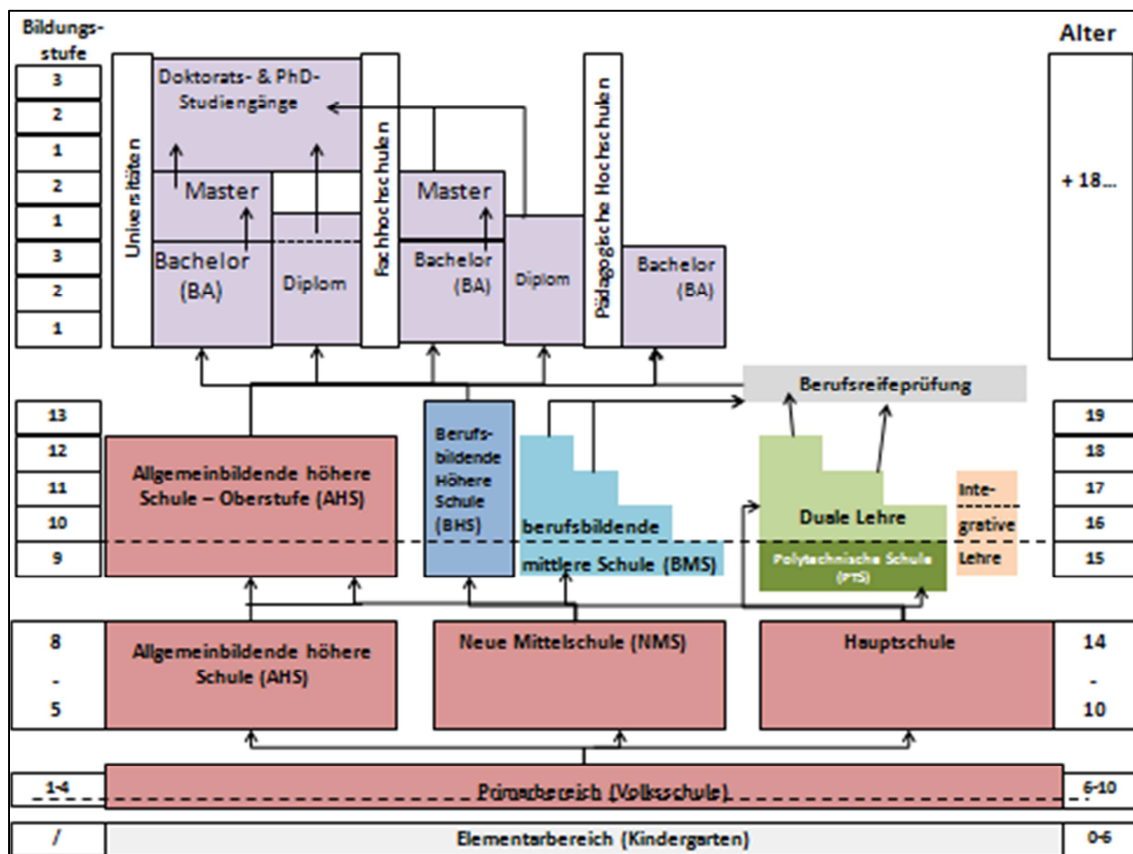 Bildungs-
stufe
Alter
3
2
1
2
1
3
2
1
+ 18...
Universitäten
Doktorats- & PhD-
Studiengänge
Master
Bachelor
(BA)
Diplom
Fachhochschulen
Master
Bachelor
(BA)
Diplom
Pädagogische Hochschulen
Bachelor
(BA)
Berufsreifeprüfung
13
12
11
10
9
19
18
17
16
15
Allgemeinbildende höhere
Schule – Oberstufe (AHS)
Berufs-
bildende
Höhere
Schule
(BHS)
berufsbildende
mittlere Schule (BMS)
Duale Lehre
Polytechnische Schule
(PTS)
Inte-
grative
Lehre
8
-
5
Allgemeinbildende höhere
Schule (AHS)
Neue Mittelschule (NMS)
Hauptschule
14
-
10
1-4
Primarbereich (Volksschule)
6-10
/
Elementarbereich (Kindergarten)
0-6